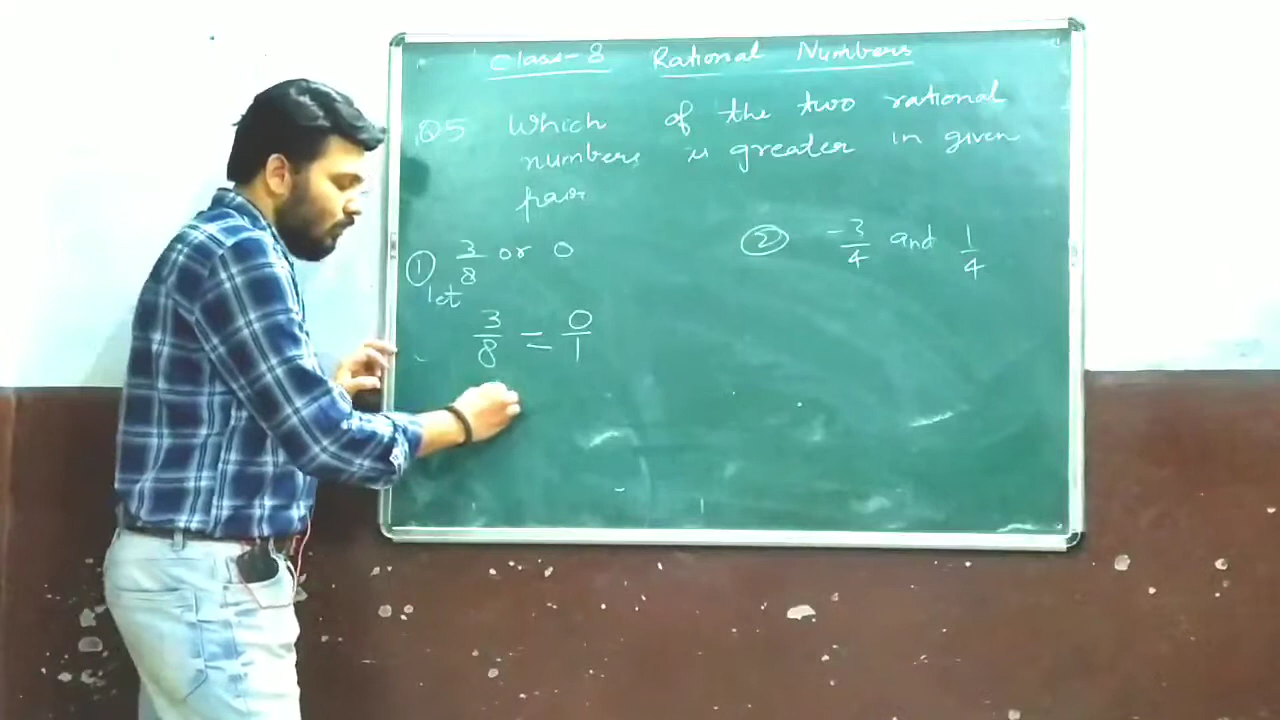 Class-8 Rational Numbers
Q5 Which of the two rational
numbers is greater in given
pair
① 3/8 or 0
② -3/4 and 1/4
let
3/8 = 0/1